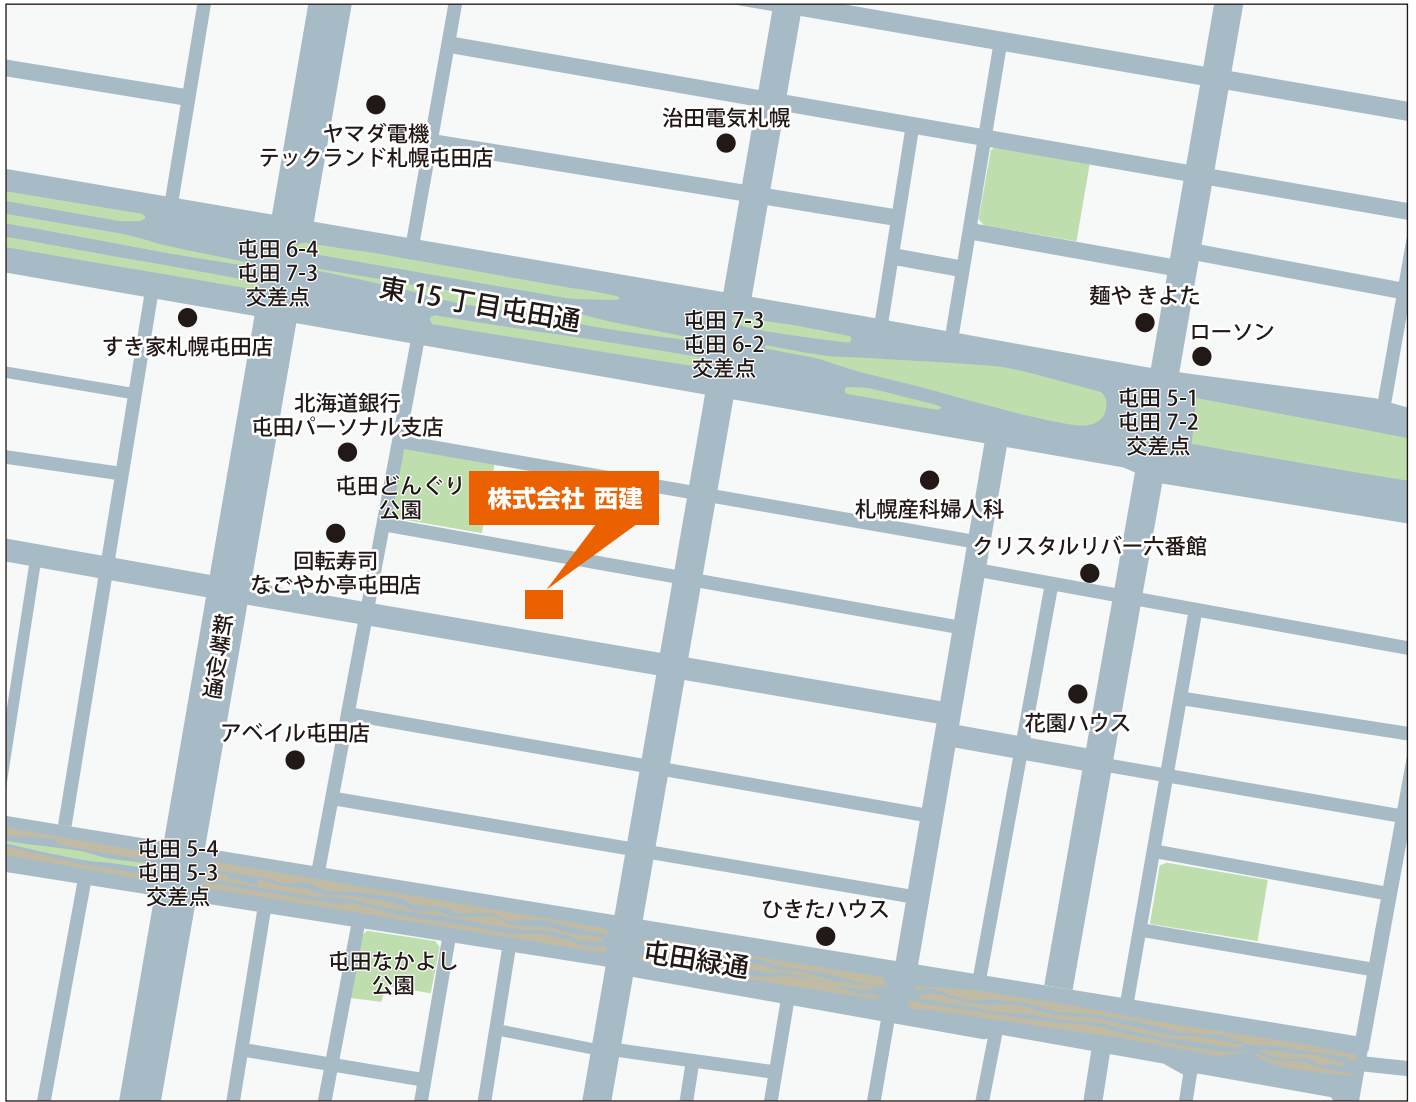 ヤマダ電機
テックランド札幌屯田店
治田電気札幌
屯田 6-4
屯田 7-3
交差点
東 15 丁目屯田通
すき家札幌屯田店
屯田 7-3
屯田 6-2
交差点
麺や きよた
ローソン
屯田 5-1
屯田 7-2
交差点
北海道銀行
屯田パーソナル支店
屯田どんぐり
公園
株式会社 西建
札幌産科婦人科
回転寿司
なごやか亭屯田店
クリスタルリバー六番館
新琴似通
花園ハウス
アベイル屯田店
屯田 5-4
屯田 5-3
交差点
ひきたハウス
屯田緑通
屯田なかよし
公園